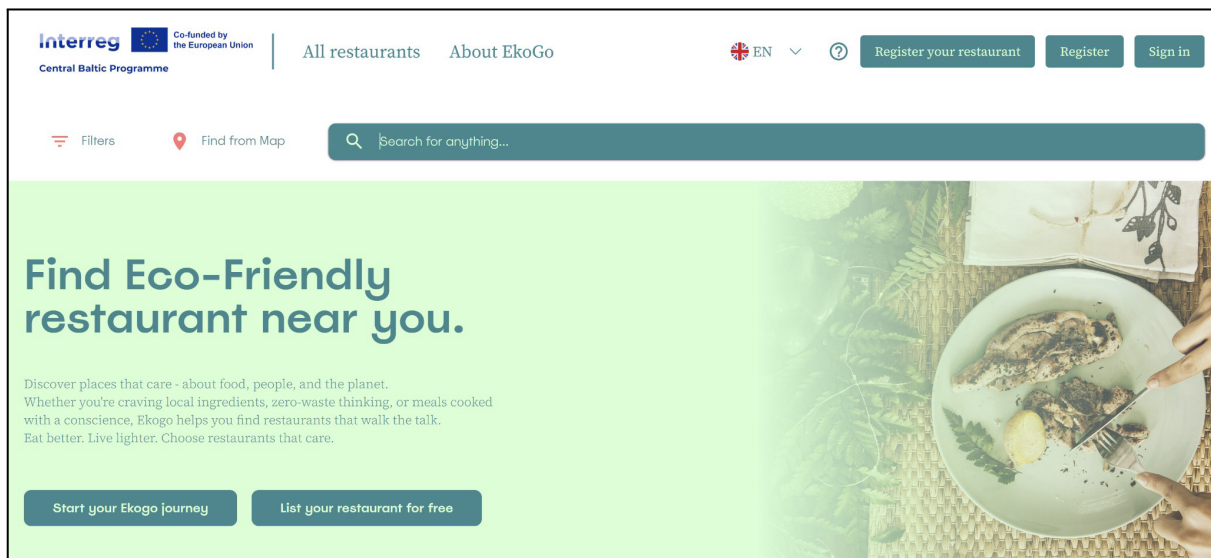 Interreg
Co-funded by
the European Union
Central Baltic Programme
All restaurants
About EkoGo
EN
Register your restaurant
Register
Sign in
Filters
Find from Map
Search for anything...
Find Eco-Friendly
restaurant near you.
Discover places that care - about food, people, and the planet.
Whether you're craving local ingredients, zero-waste thinking, or meals cooked
with a conscience, Ekogo helps you find restaurants that walk the talk.
Eat better. Live lighter. Choose restaurants that care.
Start your Ekogo journey
List your restaurant for free